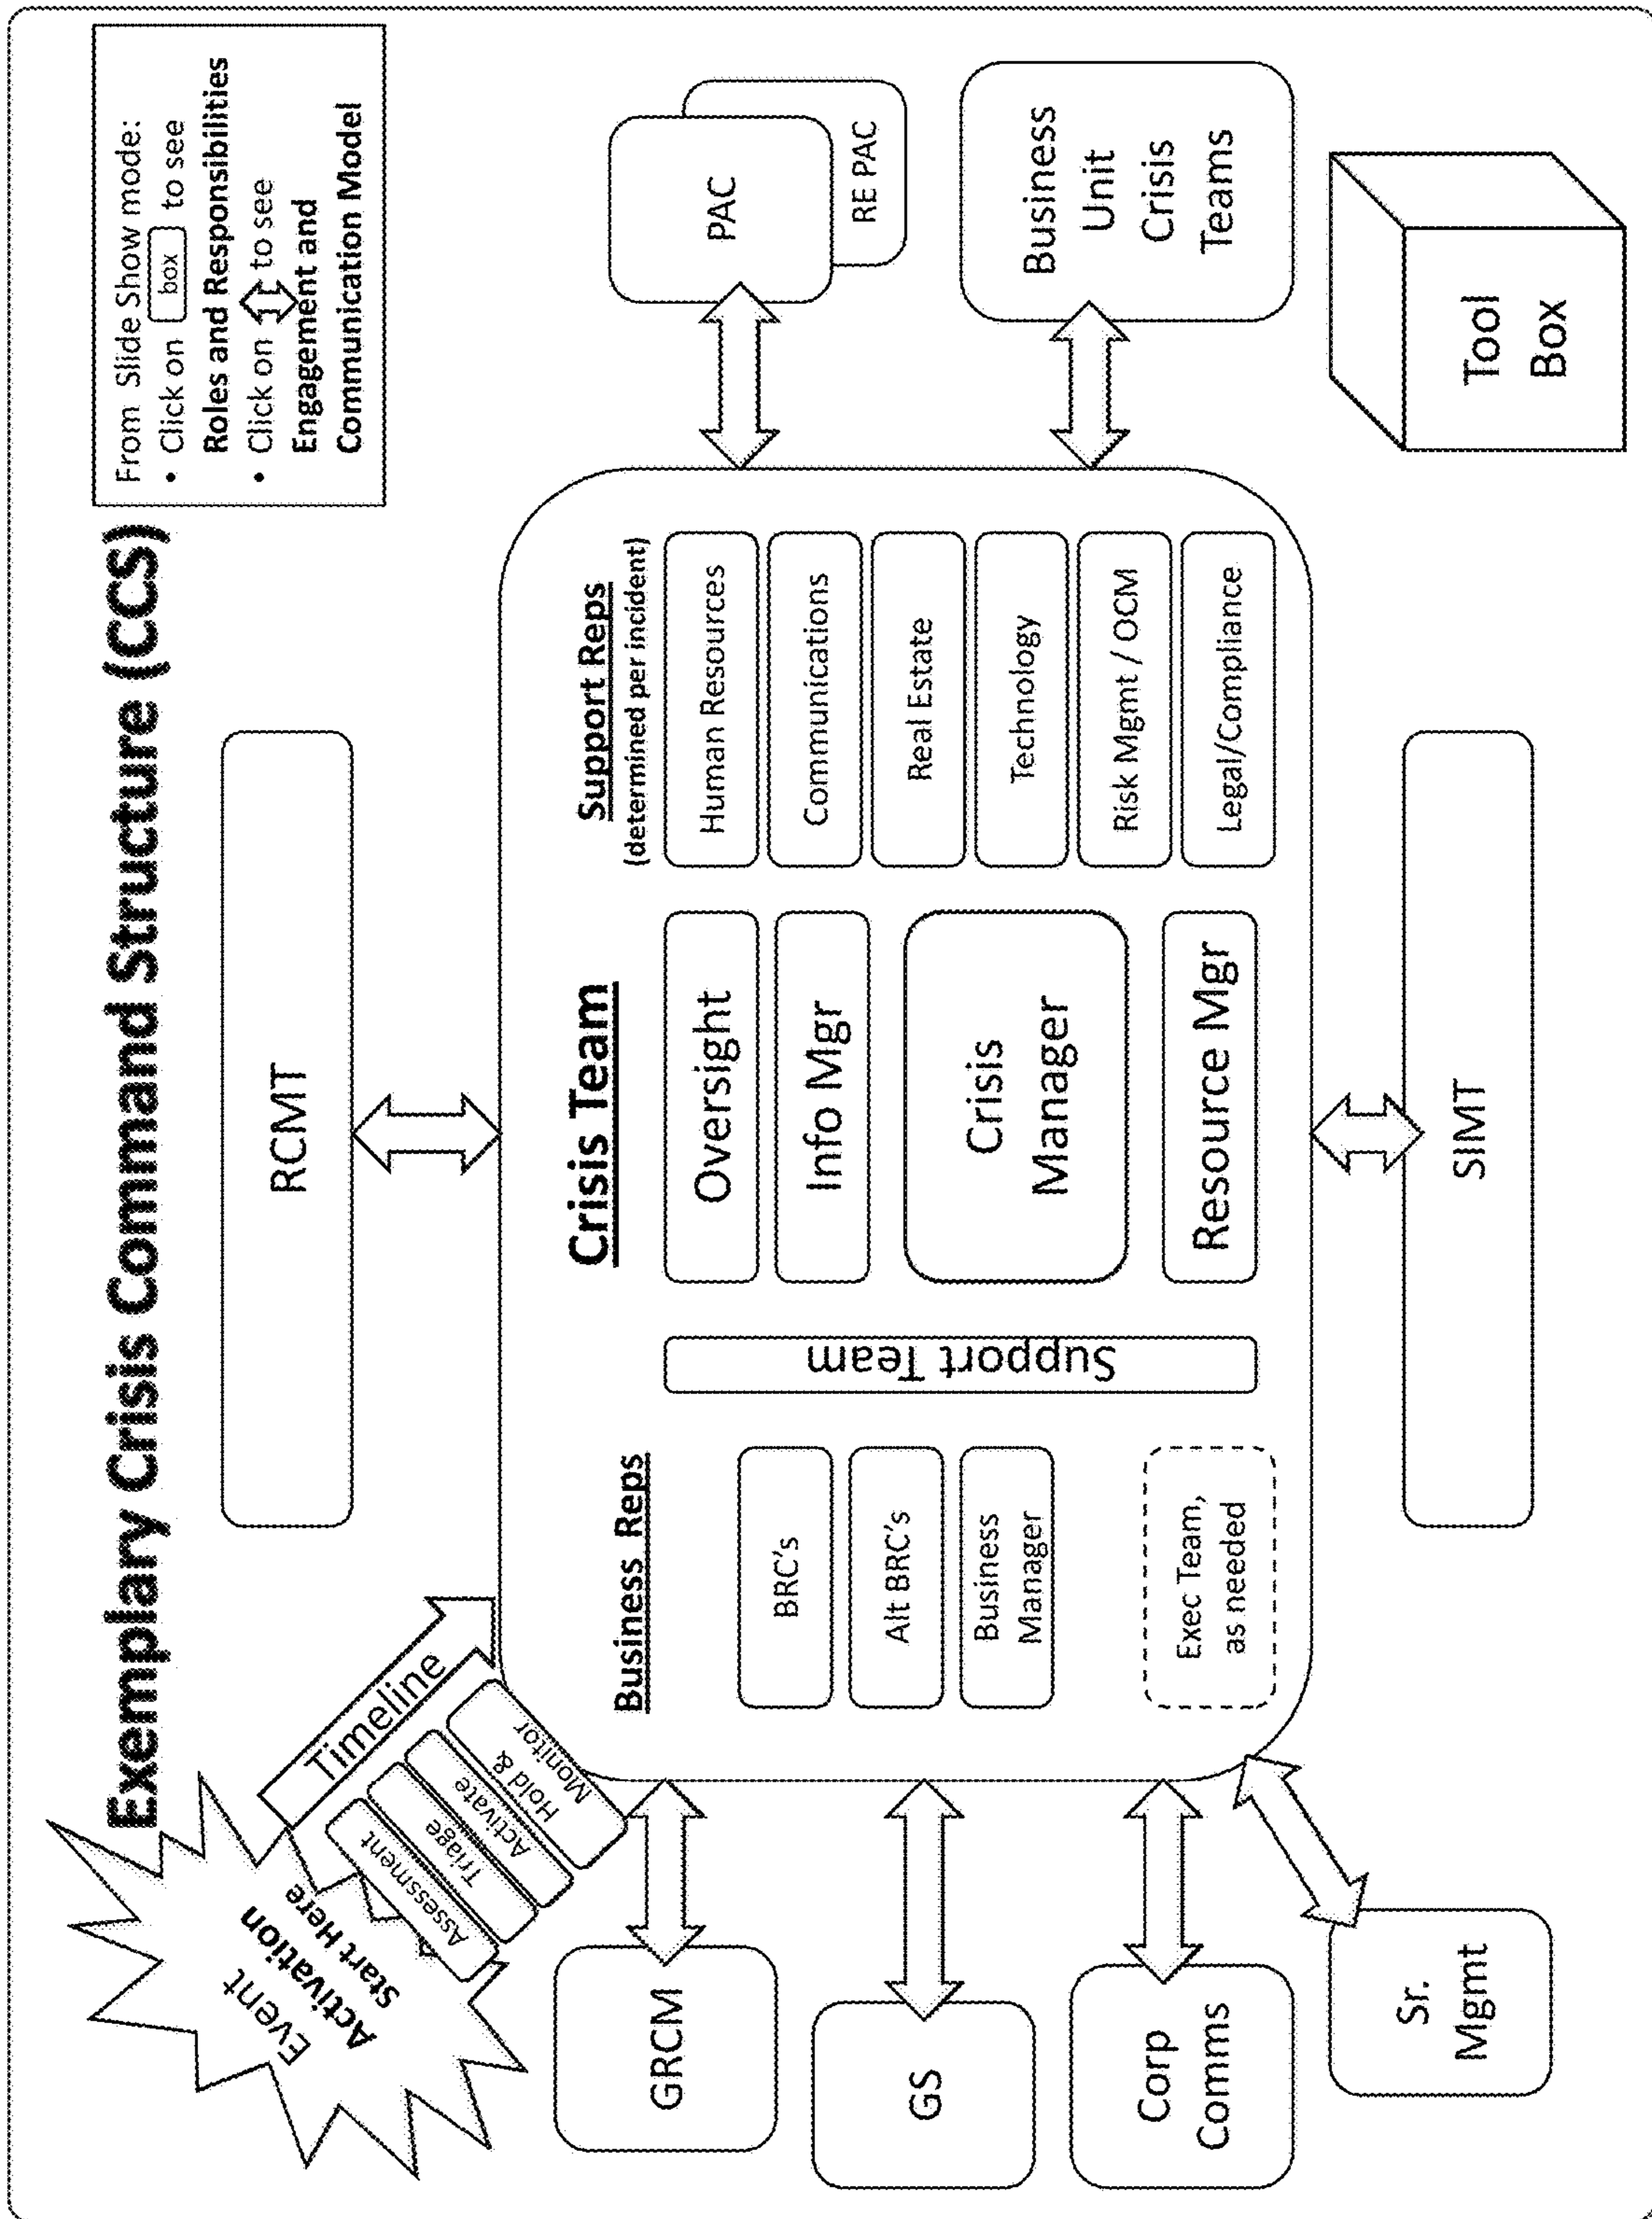 Exemplary Crisis Command Structure (CCS)
From Slide Show mode:
• Click on box to see
Roles and Responsibilities
• Click on to see
Engagement and
Communication Model
Event
Activation
Start Here
Timeline
Assessment
Triage
Activate
Hold &
Monitor
RCMT
GRCM
GS
Corp
Comms
Sr.
Mgmt
Business Reps
BRC's
Alt BRC's
Business
Manager
Exec Team,
as needed
Support Team
Crisis Team
Oversight
Info Mgr
Crisis
Manager
Resource Mgr
Support Reps
(determined per incident)
Human Resources
Communications
Real Estate
Technology
Risk Mgmt / OCM
Legal/Compliance
PAC
RE PAC
Business
Unit
Crisis
Teams
SIMT
Tool
Box